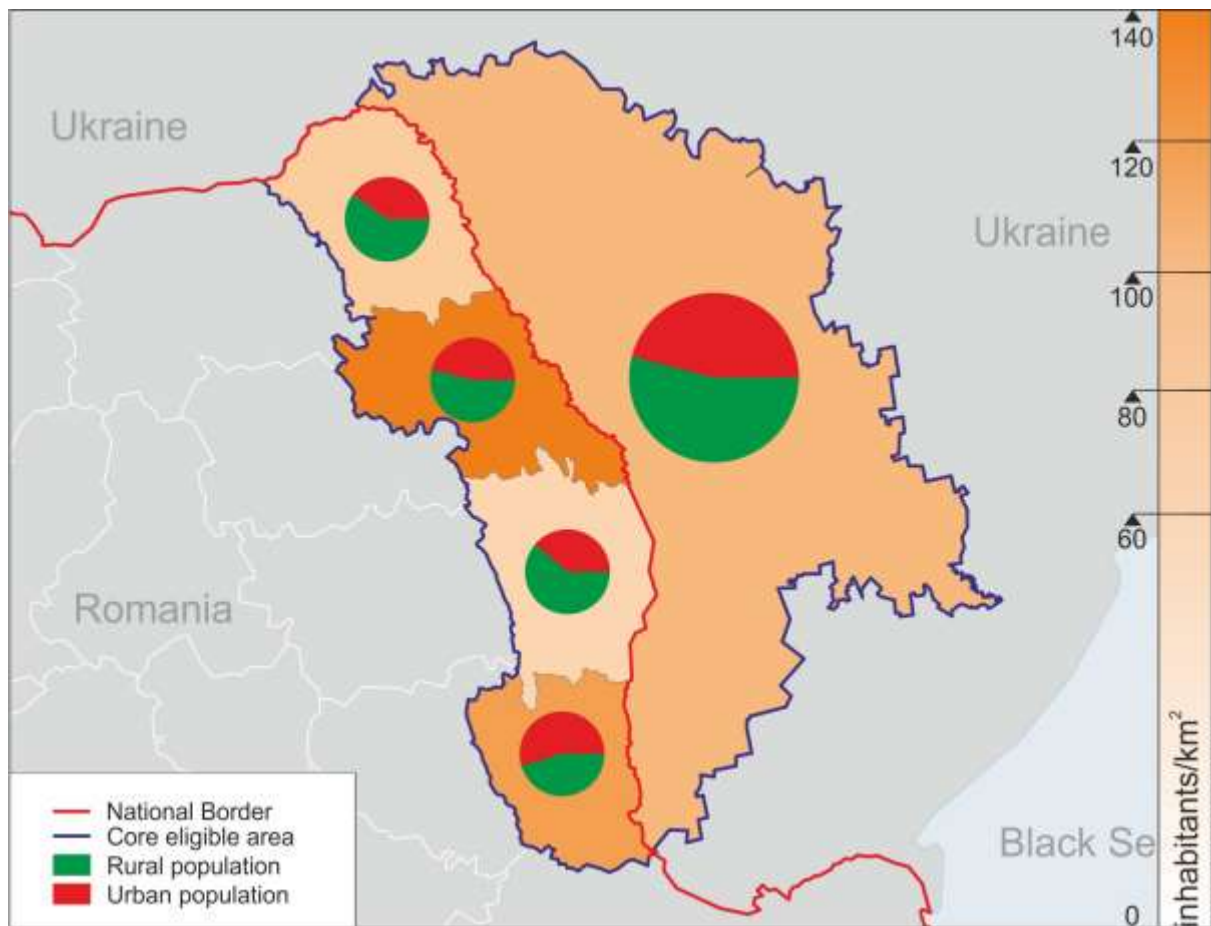 140
Ukraine
120
Ukraine
100
80
60
Romania
inhabitants/km²
National Border
Core eligible area
Rural population
Urban population
Black Se
0